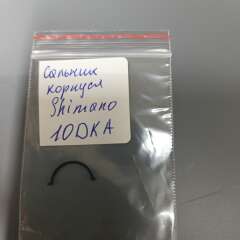 Сальник
корпуса
Shimano
10DKA